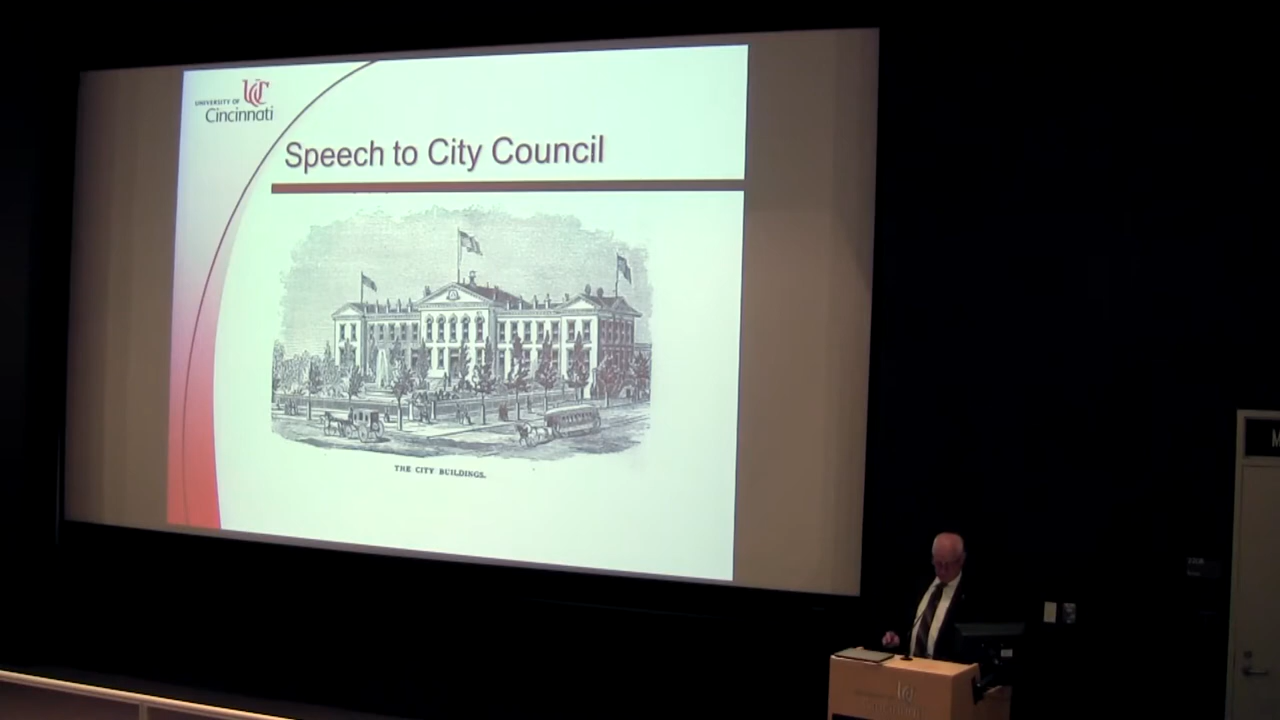 UNIVERSITY OF
Cincinnati
Speech to City Council
THE CITY BUILDINGS.